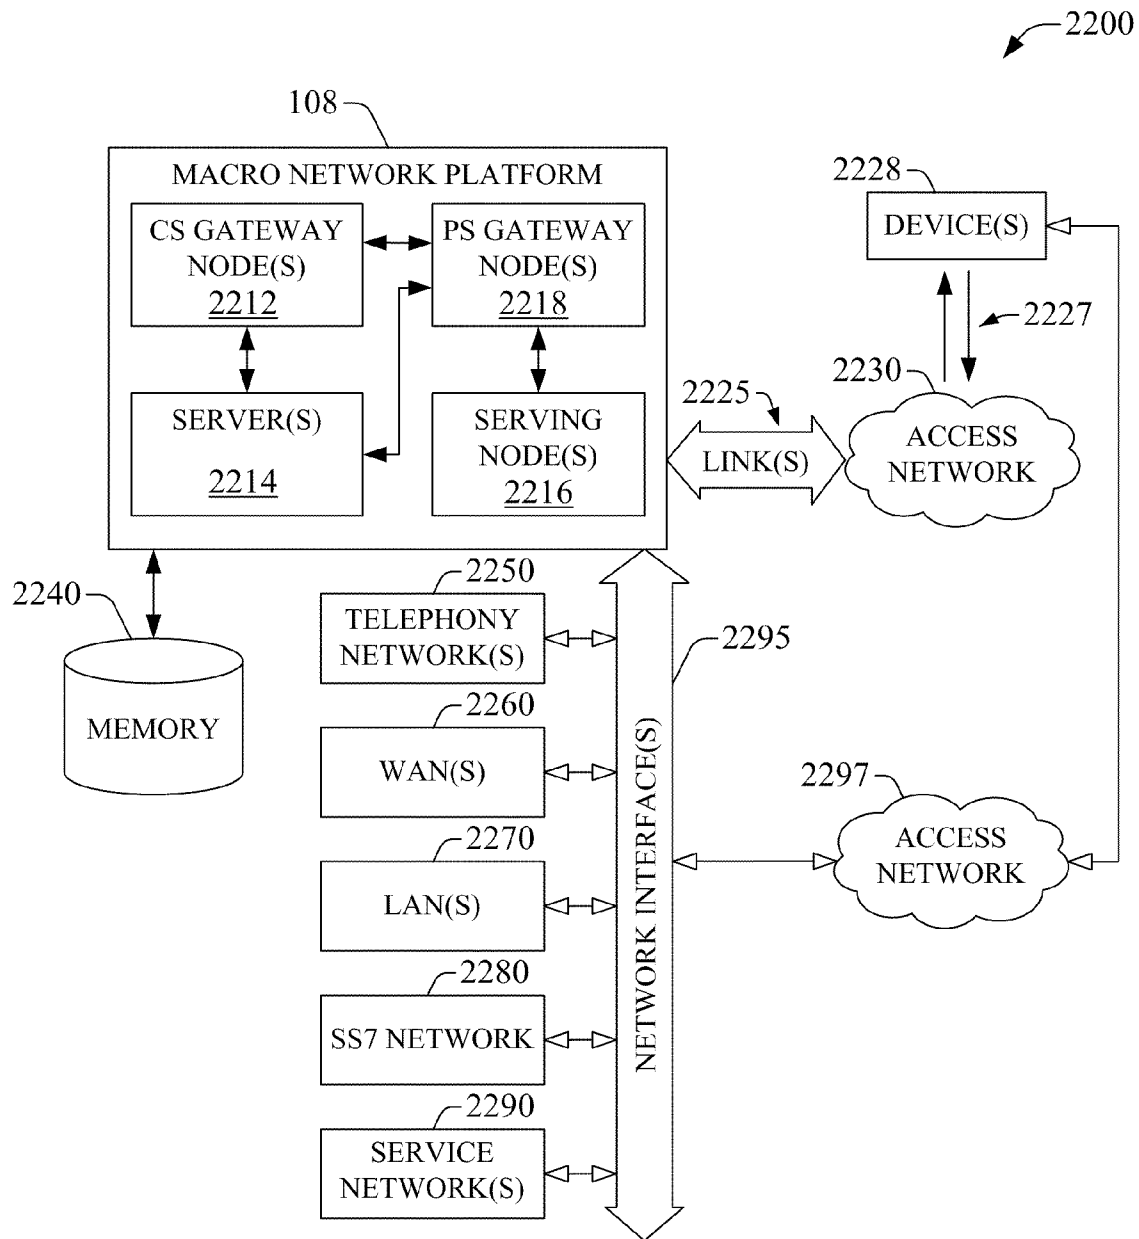 2200
108
MACRO NETWORK PLATFORM
CS GATEWAY
NODE(S)
2212
PS GATEWAY
NODE(S)
2218
SERVER(S)
2214
SERVING
NODE(S)
2216
2228
DEVICE(S)
2227
2230
ACCESS
NETWORK
2225
LINK(S)
2240
MEMORY
2250
TELEPHONY
NETWORK(S)
2260
WAN(S)
2270
LAN(S)
2280
SS7 NETWORK
2290
SERVICE
NETWORK(S)
2295
NETWORK INTERFACE(S)
2297
ACCESS
NETWORK